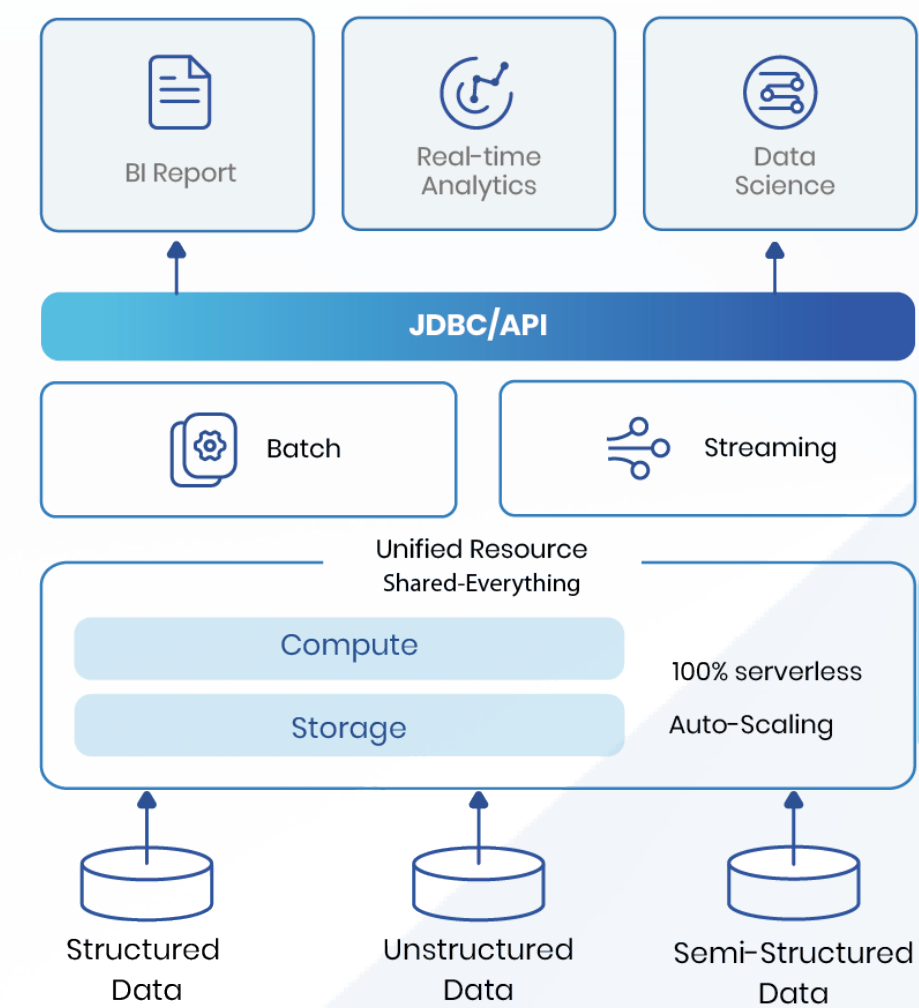 BI Report
Real-time
Analytics
Data
Science
JDBC/API
Batch
Streaming
Unified Resource
Shared-Everything
Compute
Storage
100% serverless
Auto-Scaling
Structured
Data
Unstructured
Data
Semi-Structured
Data